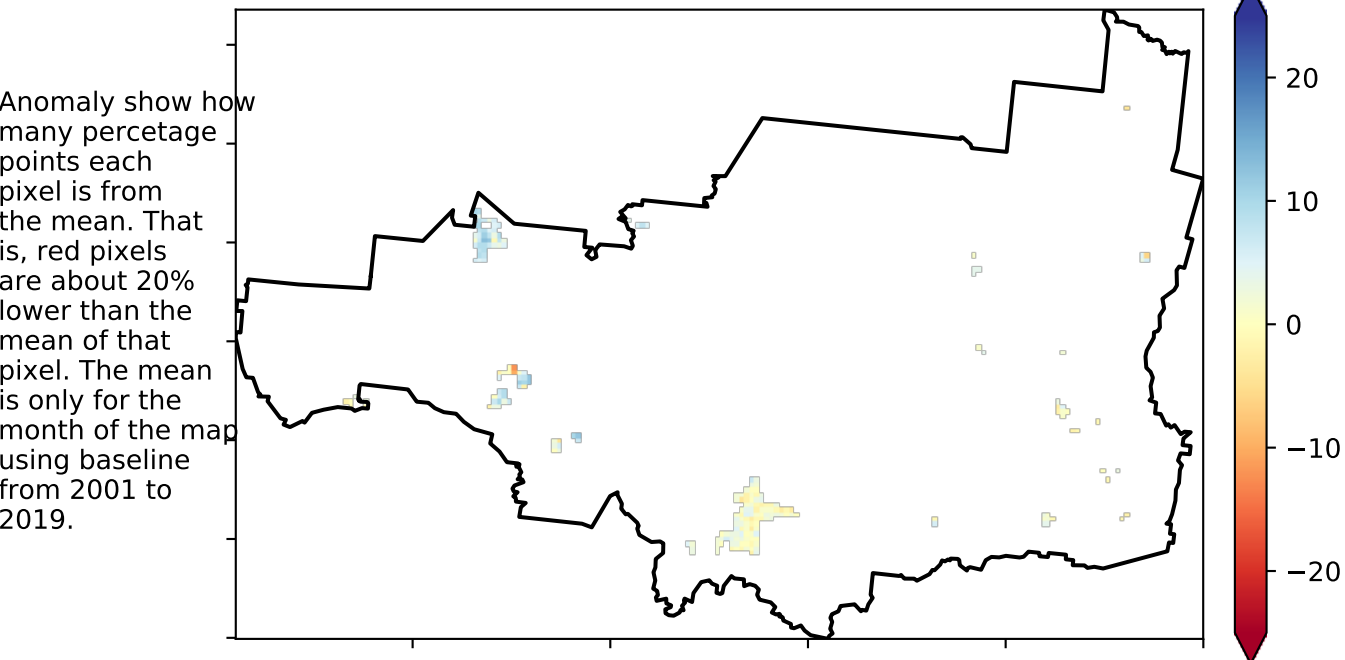 Anomaly show how
many percetage
points each
pixel is from
the mean. That
is, red pixels
are about 20%
lower than the
mean of that
pixel. The mean
is only for the
month of the map
using baseline
from 2001 to
2019.
20
10
0
−10
−20